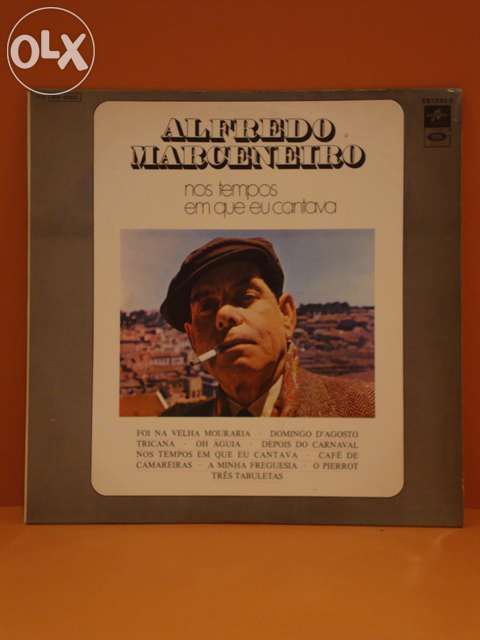 OLX
ALFREDO
MARCENEIRO
nos tempos
em que eu cantava
FOI NA VELHA MOURARIA · DOMINGO D'AGOSTO
TRICANA · OH ÁGUIA · DEPOIS DO CARNAVAL
NOS TEMPOS EM QUE EU CANTAVA · CAFÉ DE
CAMAREIRAS · A MINHA FREGUESIA · O PIERROT
TRÊS TABULETAS